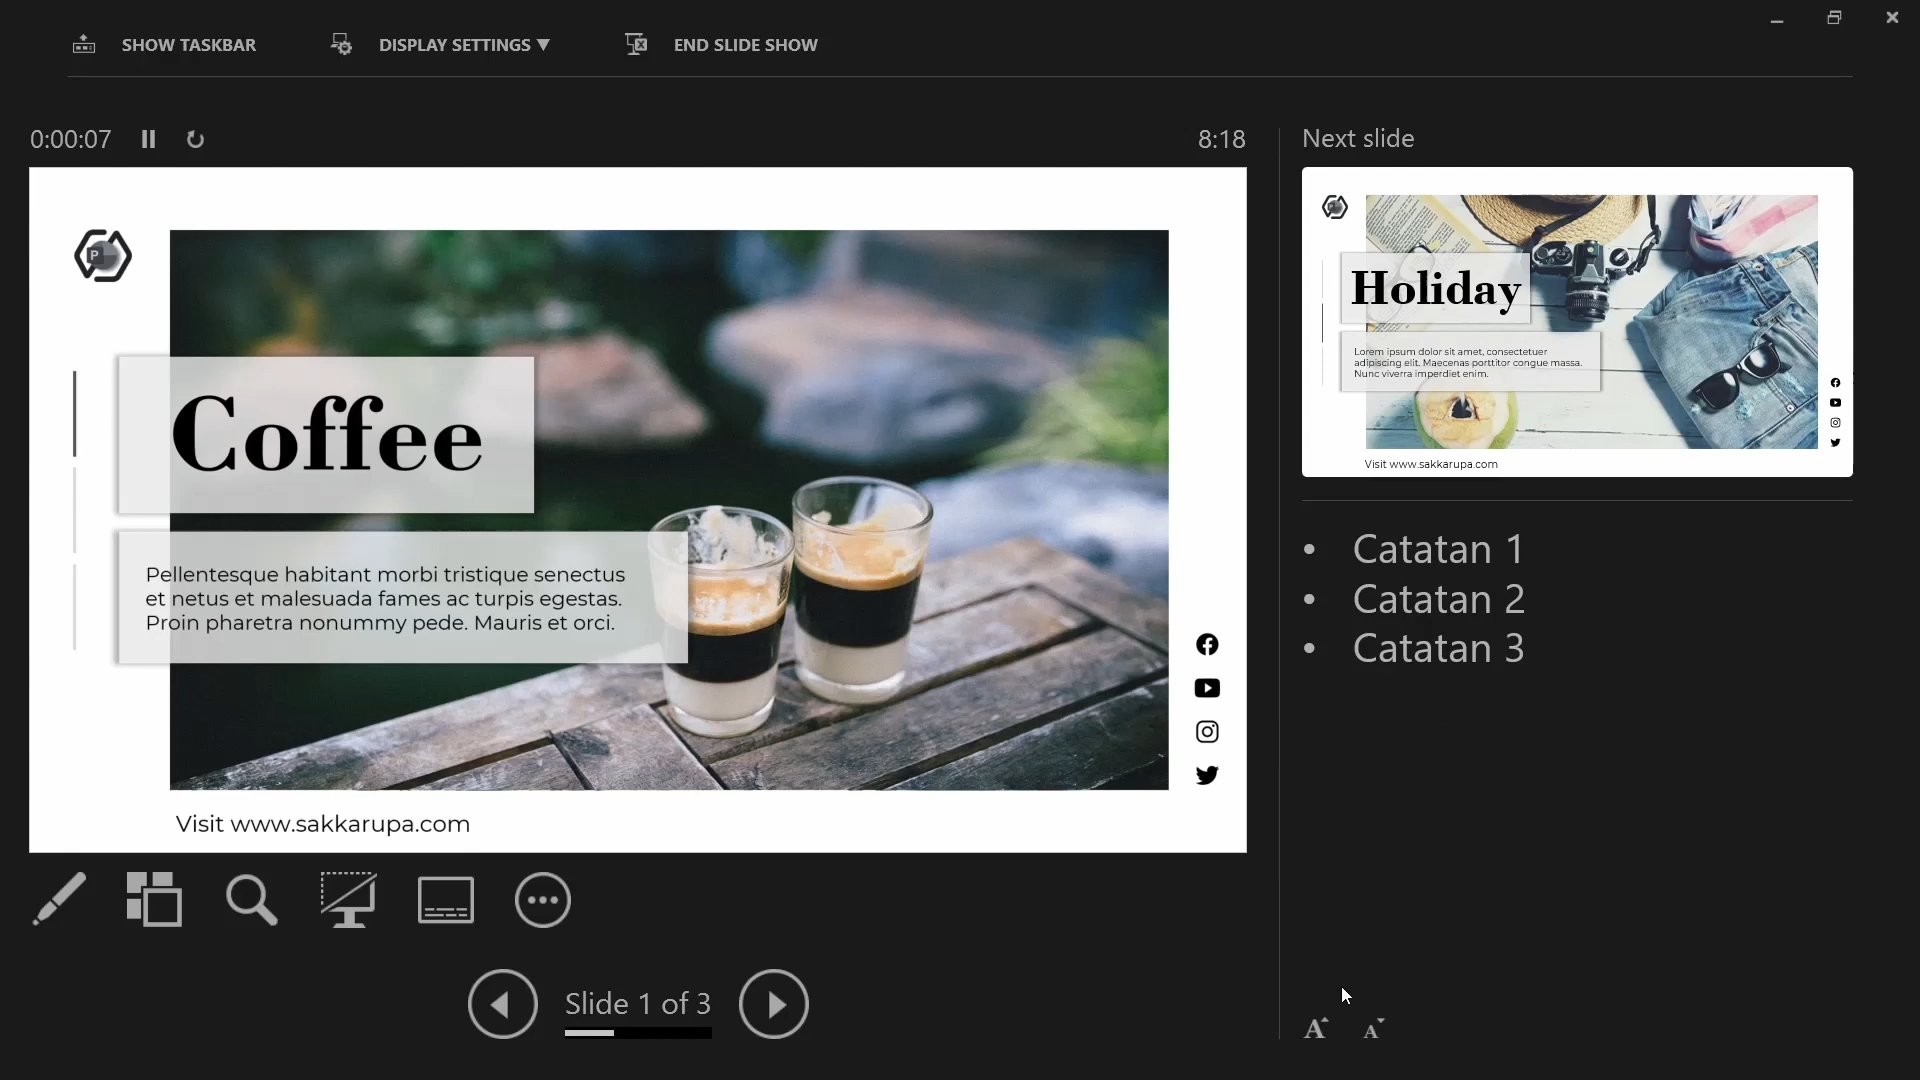 SHOW TASKBAR
DISPLAY SETTINGS ▼
END SLIDE SHOW
0:00:07
8:18
P
Coffee
Pellentesque habitant morbi tristique senectus
et netus et malesuada fames ac turpis egestas.
Proin pharetra nonummy pede. Mauris et orci.
Visit www.sakkarupa.com
Slide 1 of 3
Next slide
Holiday
Lorem ipsum dolor sit amet, consectetuer
adipiscing elit. Maecenas porttitor congue massa.
Nunc viverra imperdiet enim.
Visit www.sakkarupa.com
• Catatan 1
• Catatan 2
• Catatan 3
A A